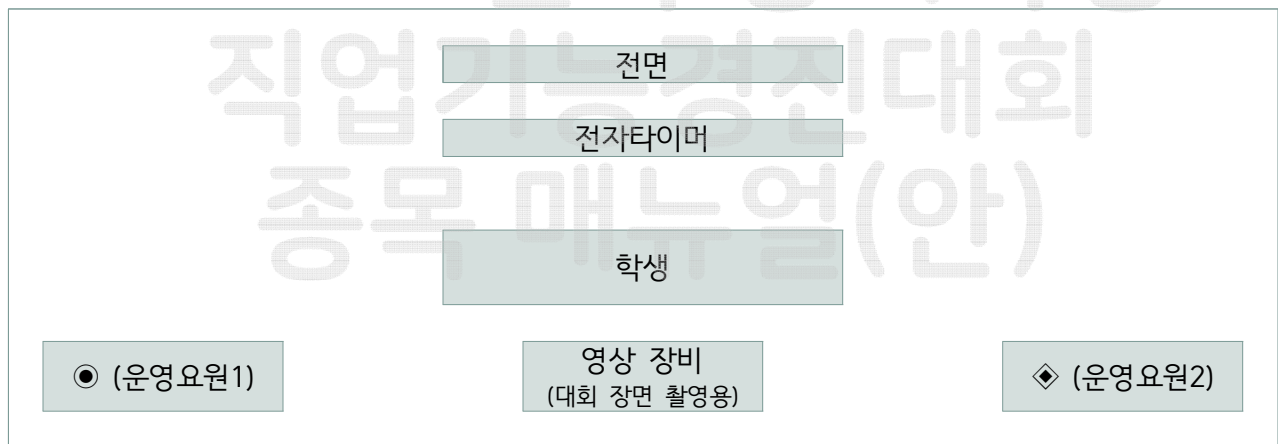 직업기능경진대회
종목 매뉴얼(안)
전면
전자타이머
학생
◉ (운영요원1)
영상 장비
(대회 장면 촬영용)
◈ (운영요원2)